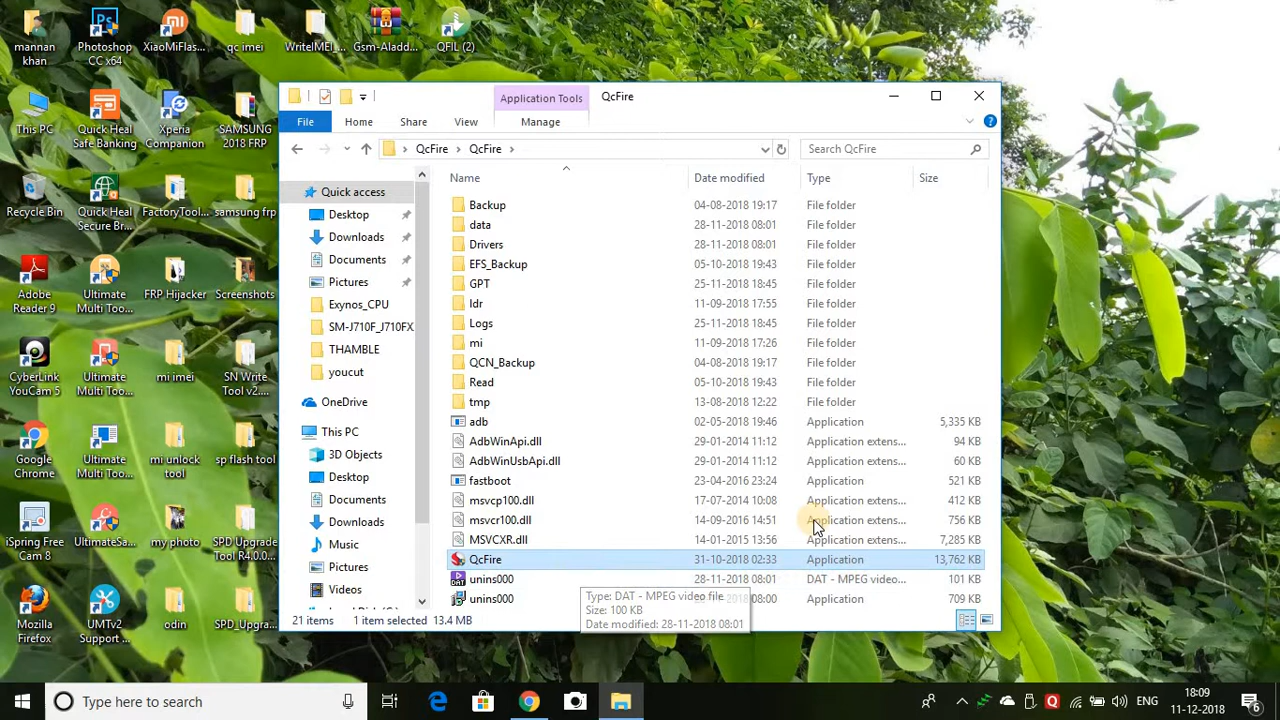 mannan khan
Photoshop CC x64
XiaoMiFlas...
qc imei
WriteIMEI_...
Gsm-Aladd...
QFIL (2)
This PC
Quick Heal Safe Banking
Xperia Companion
SAMSUNG 2018 FRP
Recycle Bin
Quick Heal Secure Br...
FactoryTool...
samsung frp
Adobe Reader 9
Ultimate Multi Too...
FRP Hijacker
Screenshots
CyberLink YouCam 5
Ultimate Multi Too...
mi imei
SN Write Tool v2....
Google Chrome
Ultimate Multi Too...
mi unlock tool
sp flash tool
iSpring Free Cam 8
UltimateSa...
my photo
SPD Upgrade Tool R4.0.0...
Mozilla Firefox
UMTv2 Support ...
odin
SPD_Upgra...
Application Tools
QcFire
File
Home
Share
View
Manage
QcFire
QcFire
Search QcFire
Name
Date modified
Type
Size
Quick access
Desktop
Downloads
Documents
Pictures
Exynos_CPU
SM-J710F_J710FX
THAMBLE
youcut
OneDrive
This PC
3D Objects
Desktop
Documents
Downloads
Music
Pictures
Videos
Backup 04-08-2018 19:17 File folder
data 28-11-2018 08:01 File folder
Drivers 28-11-2018 08:01 File folder
EFS_Backup 05-10-2018 19:43 File folder
GPT 25-11-2018 18:45 File folder
ldr 11-09-2018 17:55 File folder
Logs 25-11-2018 18:45 File folder
mi 11-09-2018 17:26 File folder
QCN_Backup 04-08-2018 19:17 File folder
Read 05-10-2018 19:43 File folder
tmp 13-08-2018 12:22 File folder
adb 02-05-2018 19:46 Application 5,335 KB
AdbWinApi.dll 29-01-2014 11:12 Application extens... 94 KB
AdbWinUsbApi.dll 29-01-2014 11:12 Application extens... 60 KB
fastboot 23-04-2016 23:24 Application 521 KB
msvcp100.dll 17-07-2014 10:08 Application extens... 412 KB
msvcr100.dll 14-09-2016 14:51 Application extens... 756 KB
MSVCXR.dll 14-01-2015 13:56 Application extens... 7,285 KB
QcFire 31-10-2018 02:33 Application 13,762 KB
unins000 28-11-2018 08:01 DAT - MPEG video... 101 KB
unins000 08:00 Application 709 KB
Type: DAT - MPEG video file
Size: 100 KB
Date modified: 28-11-2018 08:01
21 items
1 item selected 13.4 MB
Type here to search
ENG
18:09
11-12-2018
6